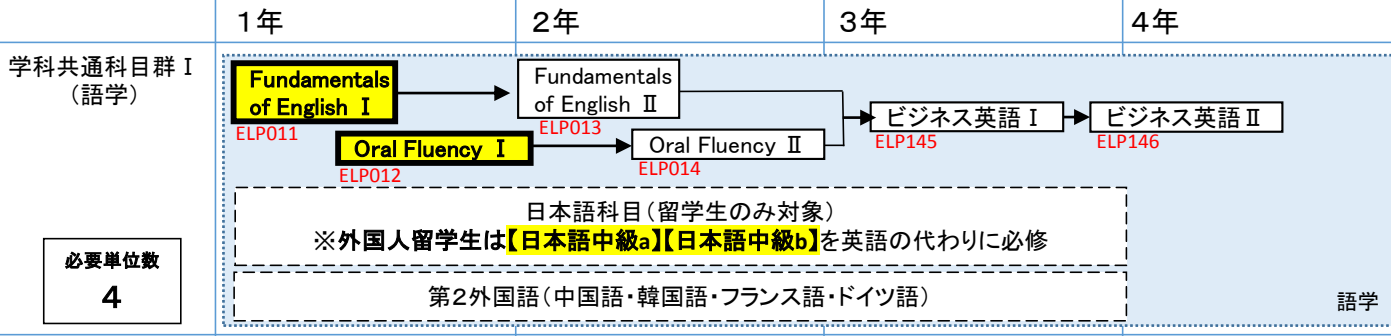 1年
2年
3年
4年
学科共通科目群Ⅰ
（語学）
Fundamentals
of English Ⅰ
ELP011
Fundamentals
of English Ⅱ
ELP013
Oral Fluency Ⅰ
ELP012
Oral Fluency Ⅱ
ELP014
ビジネス英語Ⅰ
ELP145
ビジネス英語Ⅱ
ELP146
日本語科目（留学生のみ対象）
※外国人留学生は【日本語中級a】【日本語中級b】を英語の代わりに必修
必要単位数
4
第２外国語（中国語・韓国語・フランス語・ドイツ語）
語学